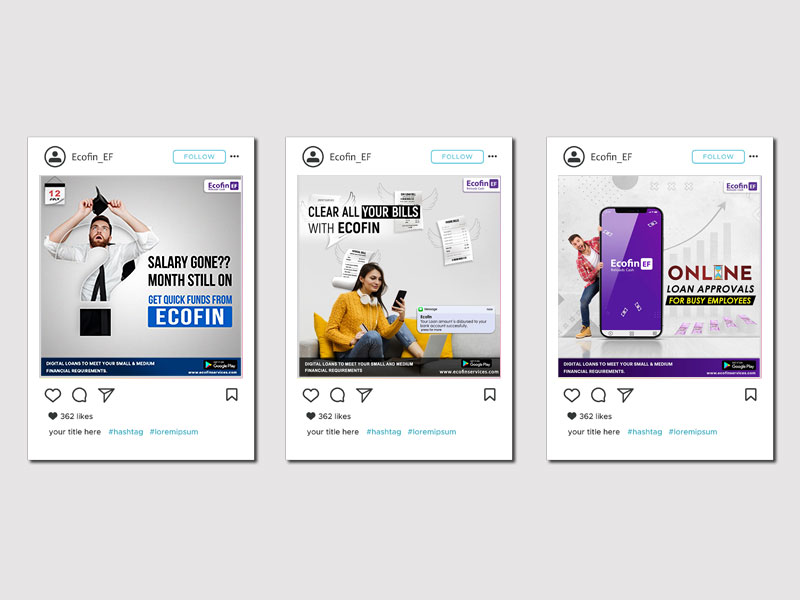 Ecofin_EF
FOLLOW
12
Ecofin EF
SALARY GONE??
MONTH STILL ON
GET QUICK FUNDS FROM
ECOFIN
DIGITAL LOANS TO MEET YOUR SMALL & MEDIUM
FINANCIAL REQUIREMENTS.
Google Play
www.ecofinservices.com
362 likes
your title here #hashtag #loremipsum
Ecofin_EF
FOLLOW
Ecofin EF
CLEAR ALL YOUR BILLS
WITH ECOFIN
Message
Ecofin
Your loan amount's disbursed to your
bank account successfully.
DIGITAL LOANS TO MEET YOUR SMALL AND MEDIUM
FINANCIAL REQUIREMENTS.
Google Play
www.ecofinservices.com
362 likes
your title here #hashtag #loremipsum
Ecofin_EF
FOLLOW
Ecofin EF
Ecofin EF
ONLINE
LOAN APPROVALS
FOR BUSY EMPLOYEES
DIGITAL LOANS TO MEET YOUR SMALL & MEDIUM
FINANCIAL REQUIREMENTS.
Google Play
www.ecofinservices.com
362 likes
your title here #hashtag #loremipsum